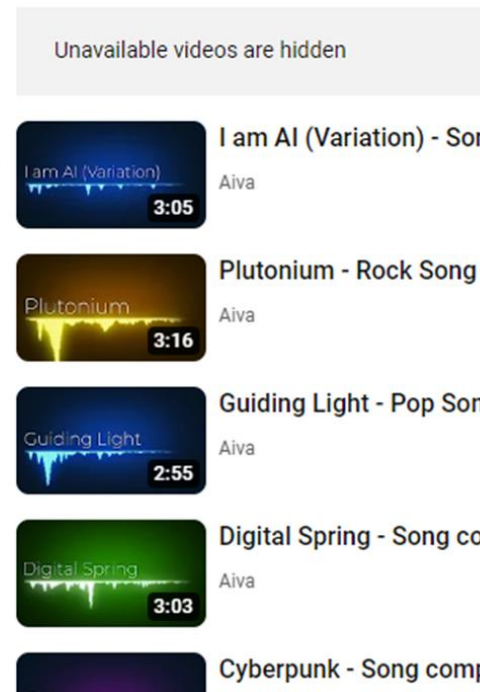 Unavailable videos are hidden
I am AI (Variation)
3:05
I am AI (Variation) - Son
Aiva
Plutonium
3:16
Plutonium - Rock Song
Aiva
Guiding Light
2:55
Guiding Light - Pop Son
Aiva
Digital Spring
3:03
Digital Spring - Song co
Aiva
Cyberpunk - Song comp